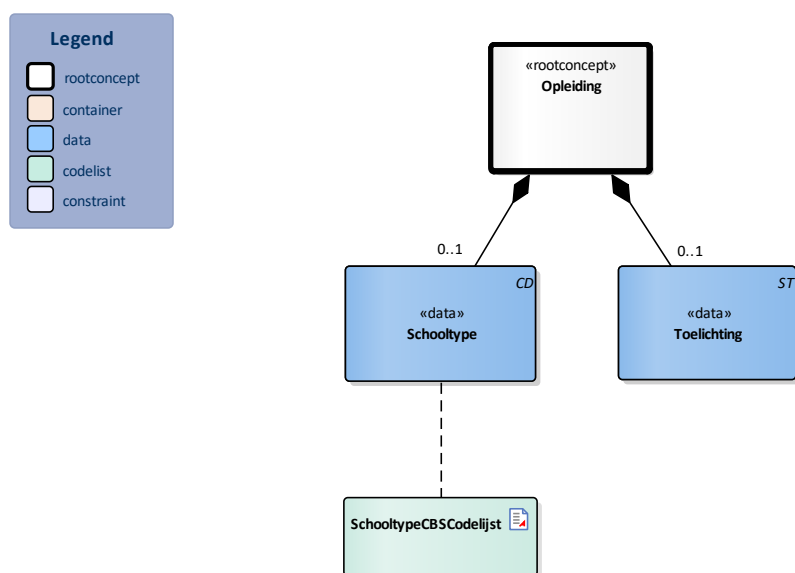 Legend
rootconcept
container
data
codelist
constraint
«rootconcept»
Opleiding
0..1
0..1
CD
«data»
Schooltype
ST
«data»
Toelichting
SchooltypeCBSCodelijst